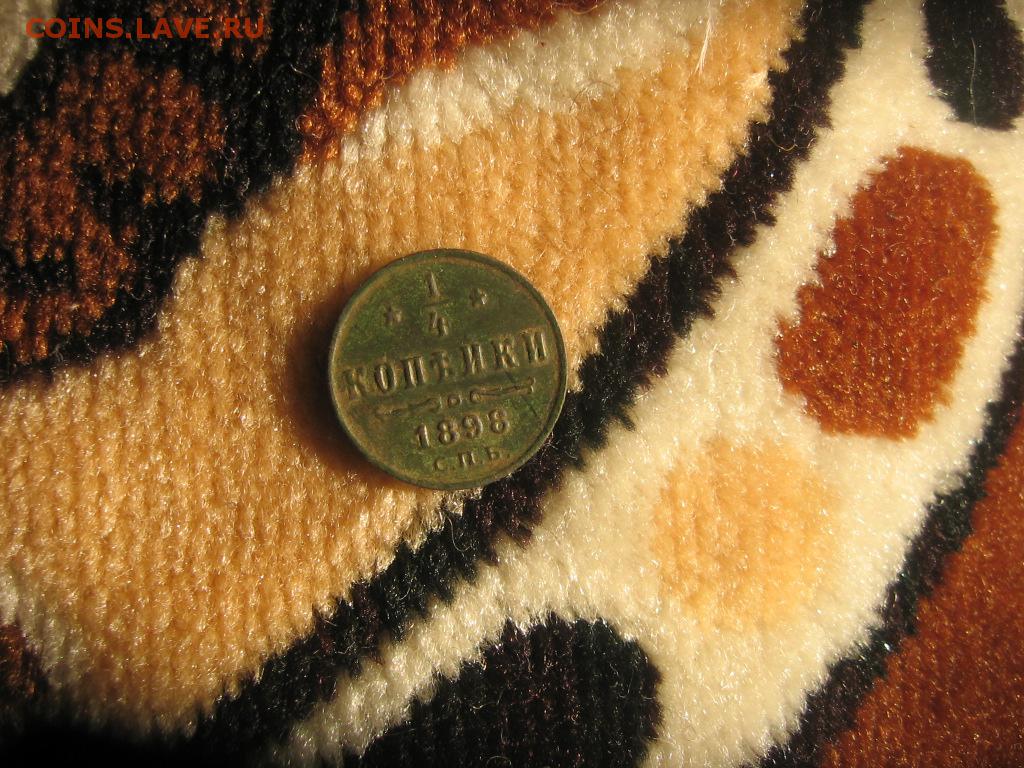 COINS.LAVE.RU
* 1/4 *
КОПѢЙКИ
1898
С.П.Б.